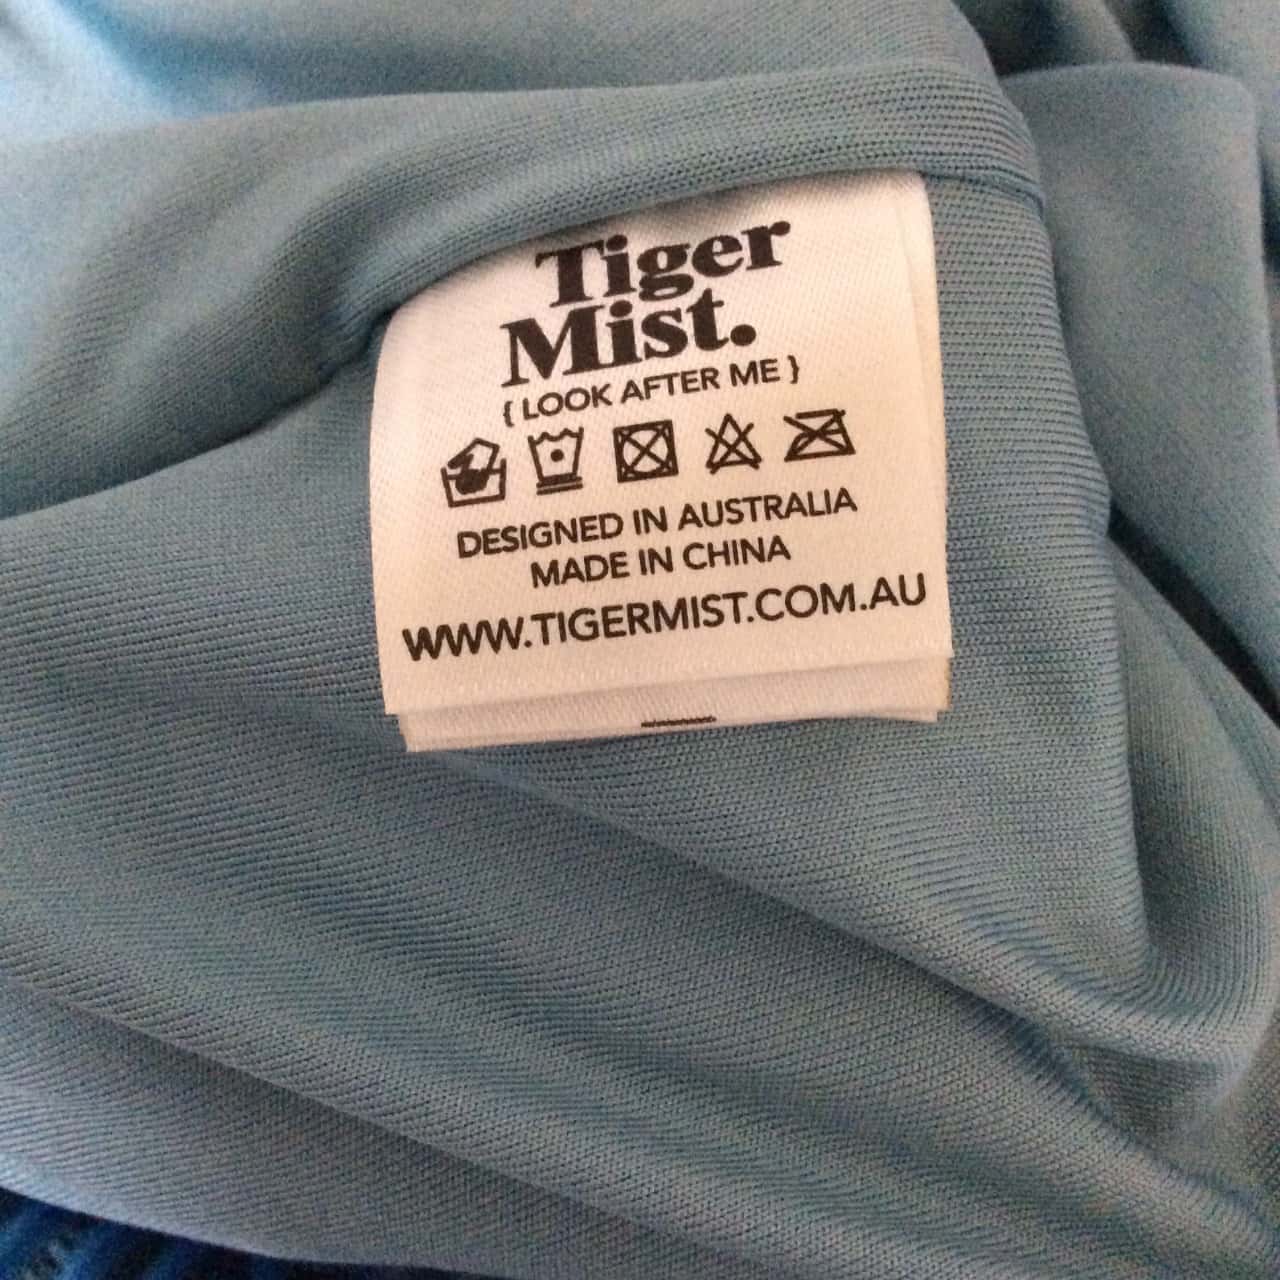 Tiger
Mist.
{ LOOK AFTER ME }
DESIGNED IN AUSTRALIA
MADE IN CHINA
WWW.TIGERMIST.COM.AU